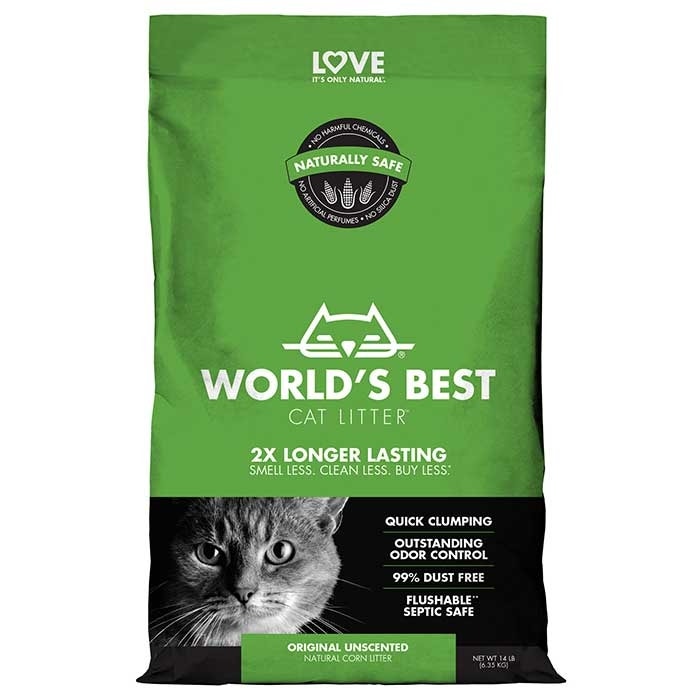 LOVE
IT'S ONLY NATURAL.
NO HARMFUL CHEMICALS
NATURALLY SAFE
NO ARTIFICIAL PERFUMES • NO SILICA DUST
®
WORLD'S BEST
CAT LITTER™
2X LONGER LASTING
SMELL LESS. CLEAN LESS. BUY LESS.*
QUICK CLUMPING
OUTSTANDING
ODOR CONTROL
99% DUST FREE
FLUSHABLE**
SEPTIC SAFE
ORIGINAL UNSCENTED
NATURAL CORN LITTER
NET WT 14 LB
(6.35 KG)